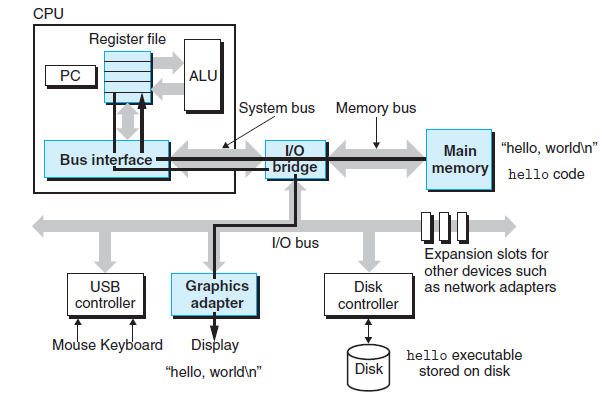 CPU
Register file
PC
ALU
System bus
Memory bus
Bus interface
I/O
bridge
Main
memory
“hello, world\n”
hello code
I/O bus
Expansion slots for
other devices such
as network adapters
USB
controller
Graphics
adapter
Disk
controller
Mouse Keyboard
Display
“hello, world\n”
Disk
hello executable
stored on disk